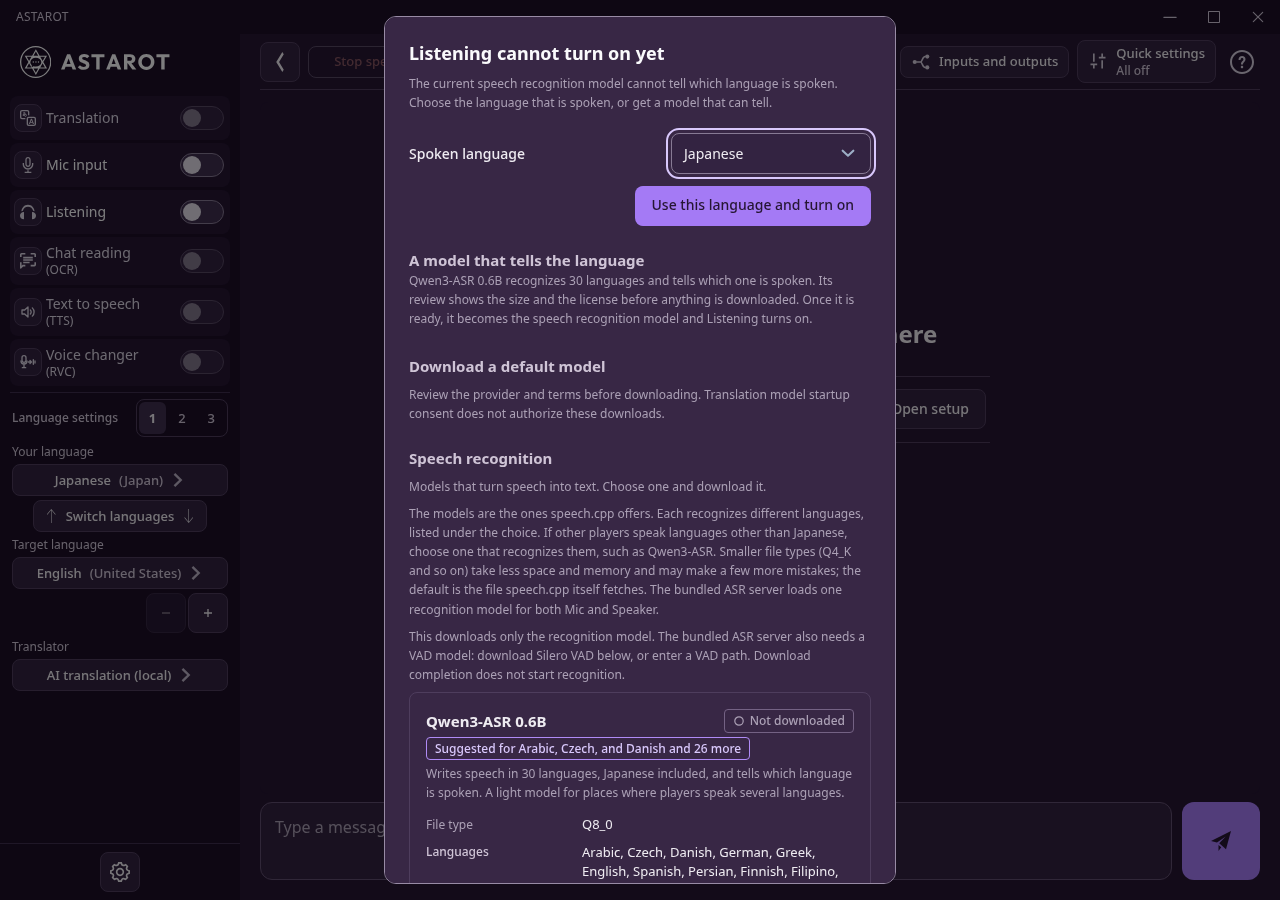 ASTAROT
ASTAROT
Translation
Mic input
Listening
Chat reading
(OCR)
Text to speech
(TTS)
Voice changer
(RVC)
Language settings
1 2 3
Your language
Japanese (Japan)
Switch languages
Target language
English (United States)
− +
Translator
AI translation (local)
Stop spe
Inputs and outputs
Quick settings
All off
?
here
Open setup
Type a messag
Listening cannot turn on yet
The current speech recognition model cannot tell which language is spoken.
Choose the language that is spoken, or get a model that can tell.
Spoken language
Japanese
Use this language and turn on
A model that tells the language
Qwen3-ASR 0.6B recognizes 30 languages and tells which one is spoken. Its
review shows the size and the license before anything is downloaded. Once it is
ready, it becomes the speech recognition model and Listening turns on.
Download a default model
Review the provider and terms before downloading. Translation model startup
consent does not authorize these downloads.
Speech recognition
Models that turn speech into text. Choose one and download it.
The models are the ones speech.cpp offers. Each recognizes different languages,
listed under the choice. If other players speak languages other than Japanese,
choose one that recognizes them, such as Qwen3-ASR. Smaller file types (Q4_K
and so on) take less space and memory and may make a few more mistakes; the
default is the file speech.cpp itself fetches. The bundled ASR server loads one
recognition model for both Mic and Speaker.
This downloads only the recognition model. The bundled ASR server also needs a
VAD model: download Silero VAD below, or enter a VAD path. Download
completion does not start recognition.
Qwen3-ASR 0.6B
Not downloaded
Suggested for Arabic, Czech, and Danish and 26 more
Writes speech in 30 languages, Japanese included, and tells which language
is spoken. A light model for places where players speak several languages.
File type Q8_0
Languages Arabic, Czech, Danish, German, Greek,
English, Spanish, Persian, Finnish, Filipino,